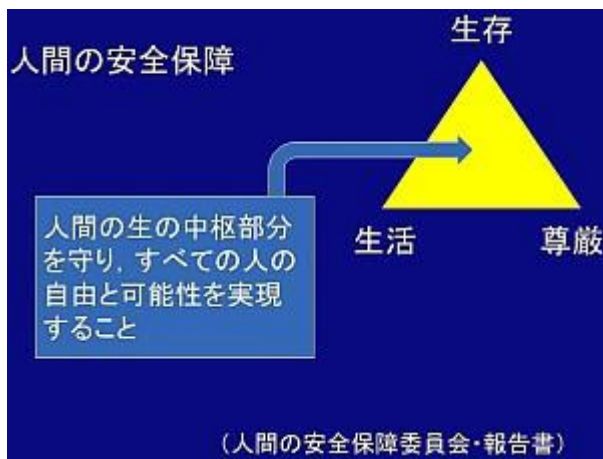 人間の安全保障
生存
生活
尊厳
人間の生の中枢部分
を守り，すべての人の
自由と可能性を実現
すること
（人間の安全保障委員会・報告書）